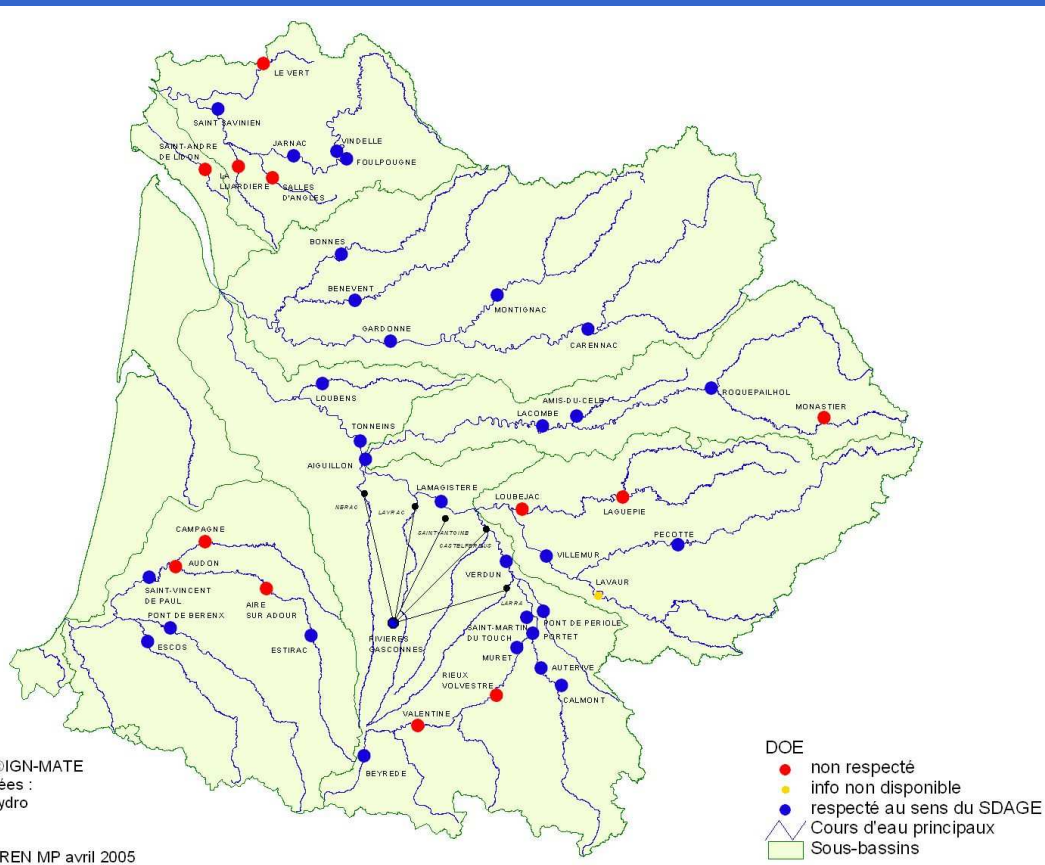 LE VERT
SAINT SAVINIEN
SAINT-ANDRE
DE LIDON
JARNAC
VINDELLE
FOULPOUGNE
LA
LUARDIERE
SALLES
D'ANGLES
BONNES
BENEVENT
MONTIGNAC
GARDONNE
CARENNAC
LOUBENS
AMIS-DU-CELE
ROQUEPAILHOL
LACOMBE
MONASTIER
TONNEINS
AIGUILLON
LAMAGISTERE
NERAC
LAYRAC
SAINT-ANTOINE
CASTELFERRUS
LOUBEJAC
LAGUEPIE
CAMPAGNE
PECOTTE
AUDON
VILLEMUR
VERDUN
LAVAUR
SAINT-VINCENT
DE PAUL
AIRE
SUR ADOUR
LARRA
PONT DE BERENX
ESCOS
ESTIRAC
RIVIERES
GASCONNES
SAINT-MARTIN
DU TOUCH
PONT DE PERIOLE
PORTET
MURET
AUTERIVE
RIEUX
VOLVESTRE
CALMONT
VALENTINE
BEYREDE
©IGN-MATE
ées :
ydro
REN MP avril 2005
DOE
non respecté
info non disponible
respecté au sens du SDAGE
Cours d'eau principaux
Sous-bassins